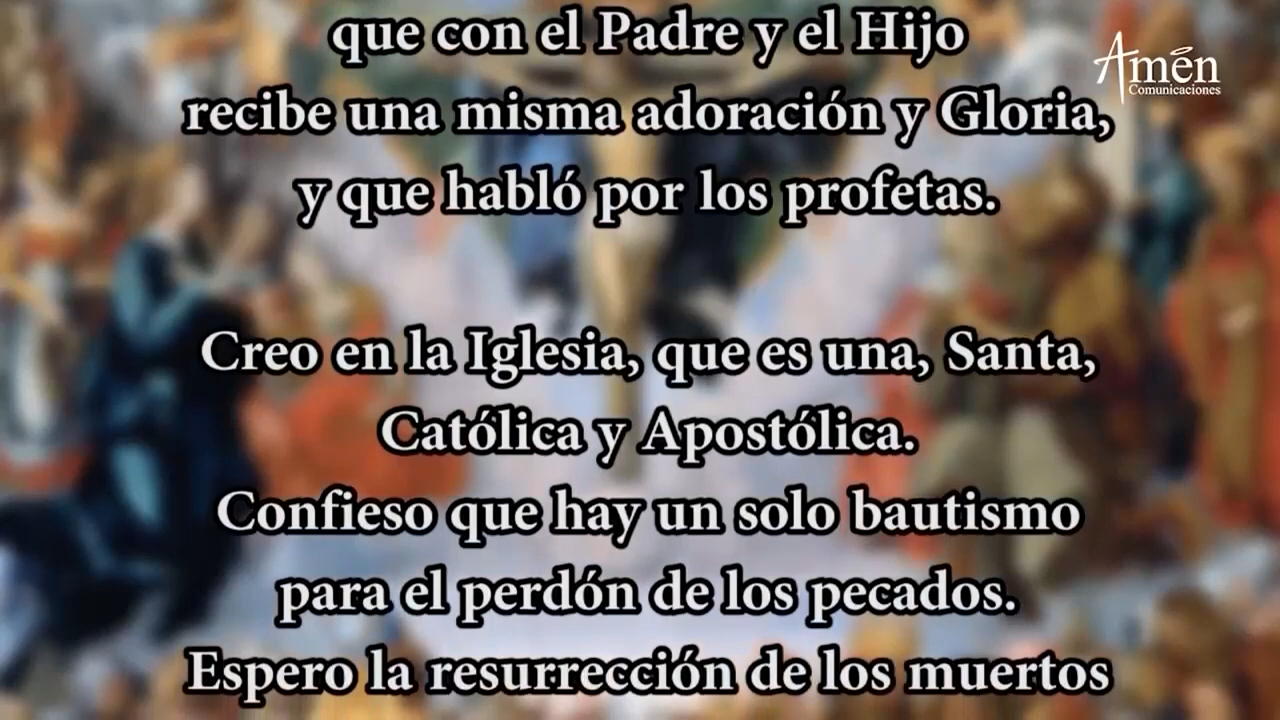 que con el Padre y el Hijo
Amén
Comunicaciones
recibe una misma adoración y Gloria,
y que habló por los profetas.
Creo en la Iglesia, que es una, Santa,
Católica y Apostólica.
Confieso que hay un solo bautismo
para el perdón de los pecados.
Espero la resurrección de los muertos